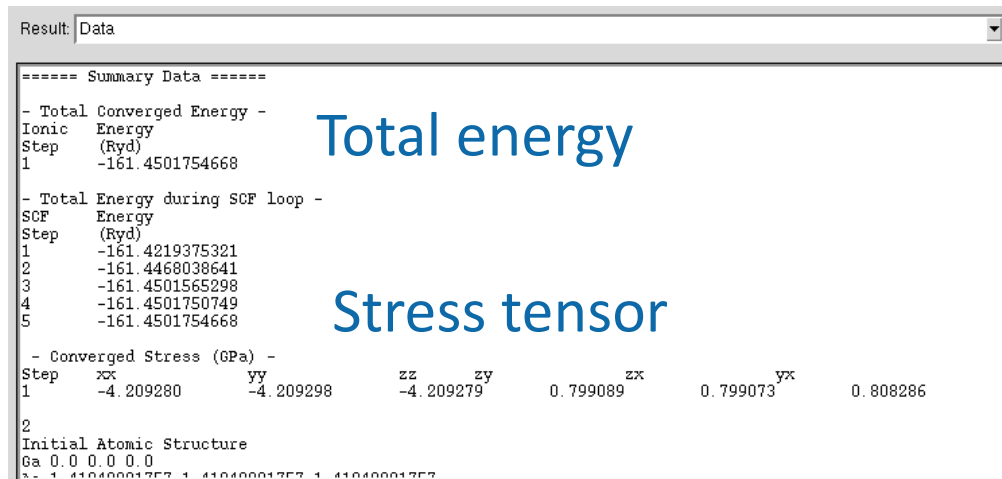 Result: Data
====== Summary Data ======
- Total Converged Energy -
Ionic Energy
Step (Ryd)
1 -161.4501754668
Total energy
- Total Energy during SCF loop -
SCF Energy
Step (Ryd)
1 -161.4219375321
2 -161.4468038641
3 -161.4501565298
4 -161.4501750749
5 -161.4501754668
Stress tensor
- Converged Stress (GPa) -
Step xx yy zz zy zx yx
1 -4.209280 -4.209298 -4.209279 0.799089 0.799073 0.808286
2
Initial Atomic Structure
Ga 0.0 0.0 0.0